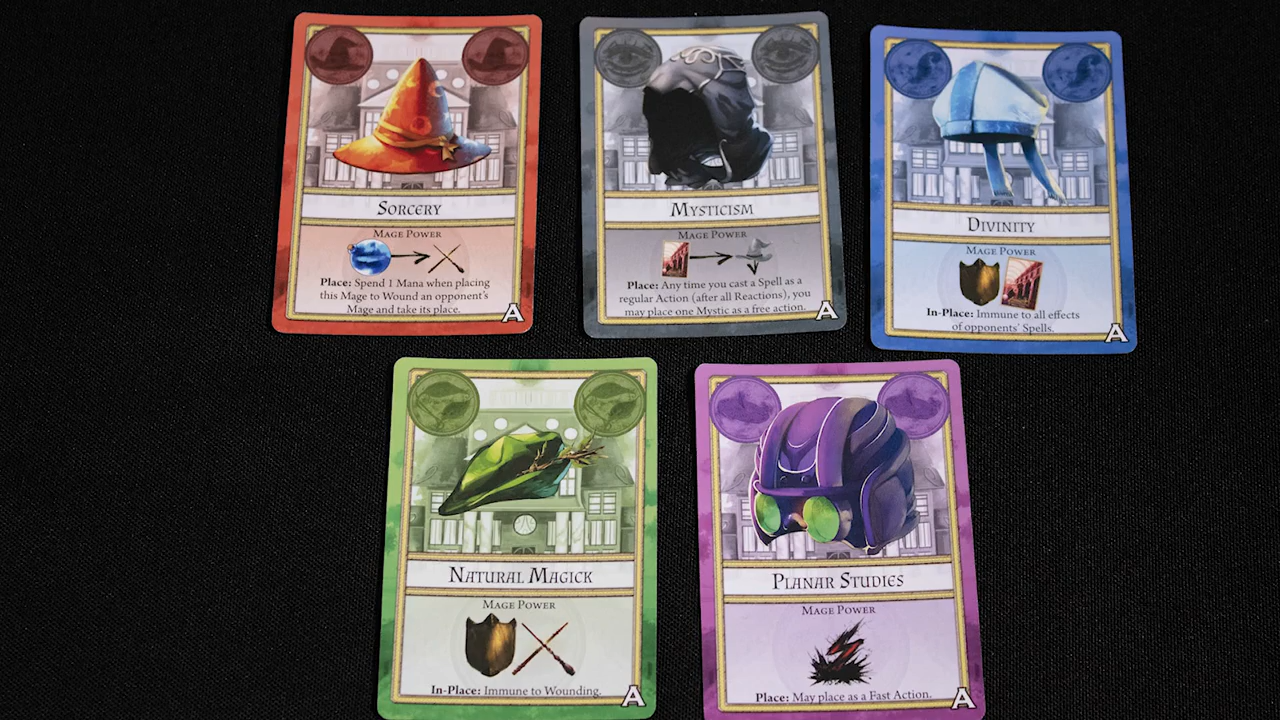 Sorcery
Mage Power
Place: Spend 1 Mana when placing
this Mage to Wound an opponent's
Mage and take its place.
A
Mysticism
Mage Power
Place: Any time you cast a Spell as a
regular Action (after all Reactions), you
may place one Mystic as a free action.
A
Divinity
Mage Power
In-Place: Immune to all effects
of opponents' Spells.
A
Natural Magick
Mage Power
In-Place: Immune to Wounding.
A
Planar Studies
Mage Power
Place: May place as a Fast Action.
A